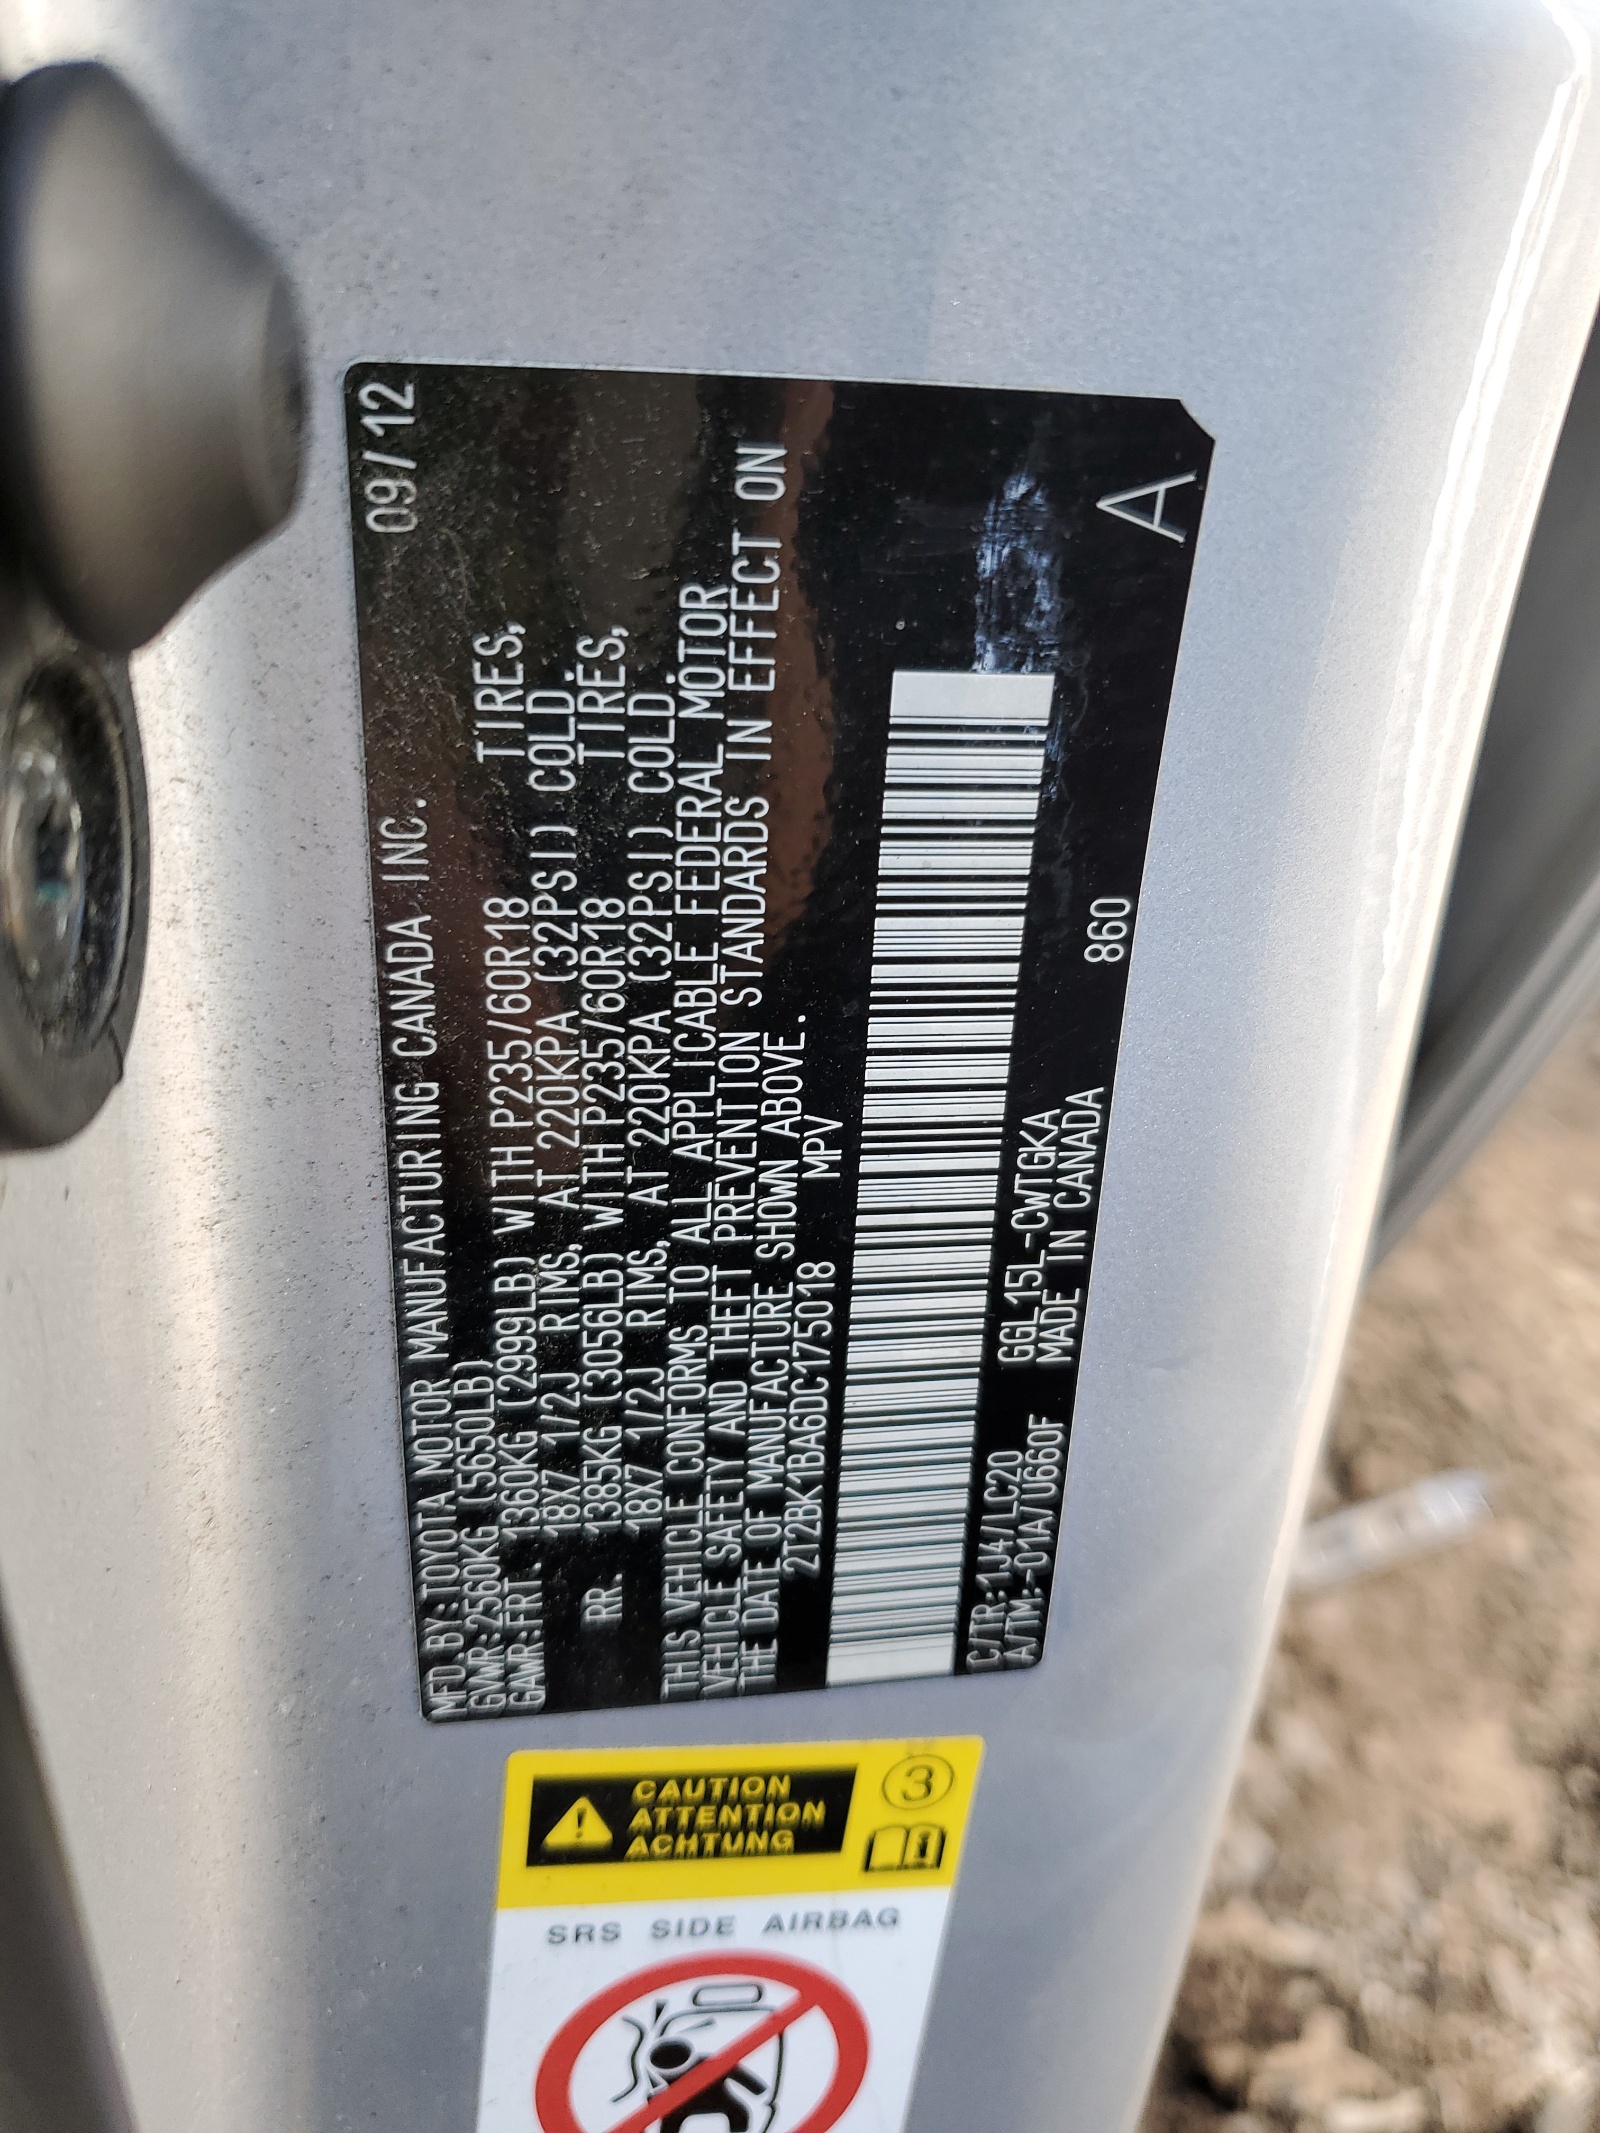 MFD.BY:TOYOTA MOTOR MANUFACTURING CANADA INC. 09/12
GVWR:2560KG (5650LB)
GAWR:FRT. 1360KG (2999LB) WITH P235/60R18 TIRES,
18X7 1/2J RIMS, AT 220KPA (32PSI) COLD.
RR. 1385KG (3056LB) WITH P235/60R18 TIRES,
18X7 1/2J RIMS, AT 220KPA (32PSI) COLD.
THIS VEHICLE CONFORMS TO ALL APPLICABLE FEDERAL MOTOR
VEHICLE SAFETY AND THEFT PREVENTION STANDARDS IN EFFECT ON
THE DATE OF MANUFACTURE SHOWN ABOVE.
2T2BK1BA6DC175018 MPV
C/TR:1J4/LC20 GGL15L-CWTGKA
A/TM:-01A/U660F MADE IN CANADA 860
A
CAUTION
ATTENTION
ACHTUNG
3
SRS SIDE AIRBAG